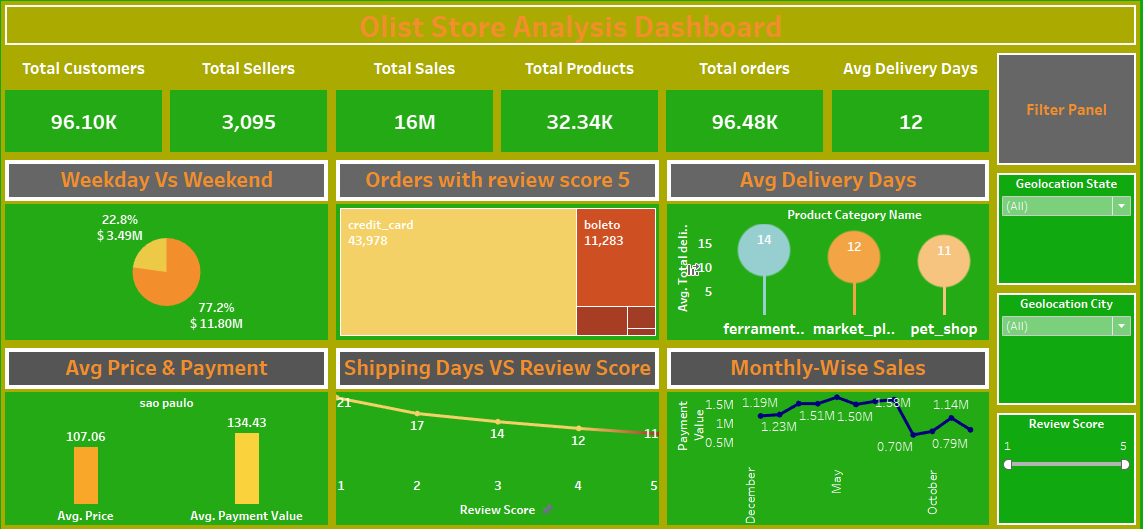 Olist Store Analysis Dashboard
Total Customers
Total Sellers
Total Sales
Total Products
Total orders
Avg Delivery Days
96.10K
3,095
16M
32.34K
96.48K
12
Filter Panel
Weekday Vs Weekend
22.8%
$ 3.49M
77.2%
$ 11.80M
Orders with review score 5
credit_card
43,978
boleto
11,283
Avg Delivery Days
Product Category Name
Avg. Total deli..
15
10
5
14
12
11
ferrament..
market_pl..
pet_shop
Geolocation State
(All)
Geolocation City
(All)
Avg Price & Payment
sao paulo
107.06
134.43
Avg. Price
Avg. Payment Value
Shipping Days VS Review Score
21
17
14
12
11
1
2
3
4
5
Review Score
Monthly-Wise Sales
Payment
Value
1.5M
1M
0.5M
1.19M
1.23M
1.51M
1.50M
1.58M
0.70M
0.79M
1.14M
December
May
October
Review Score
1
5